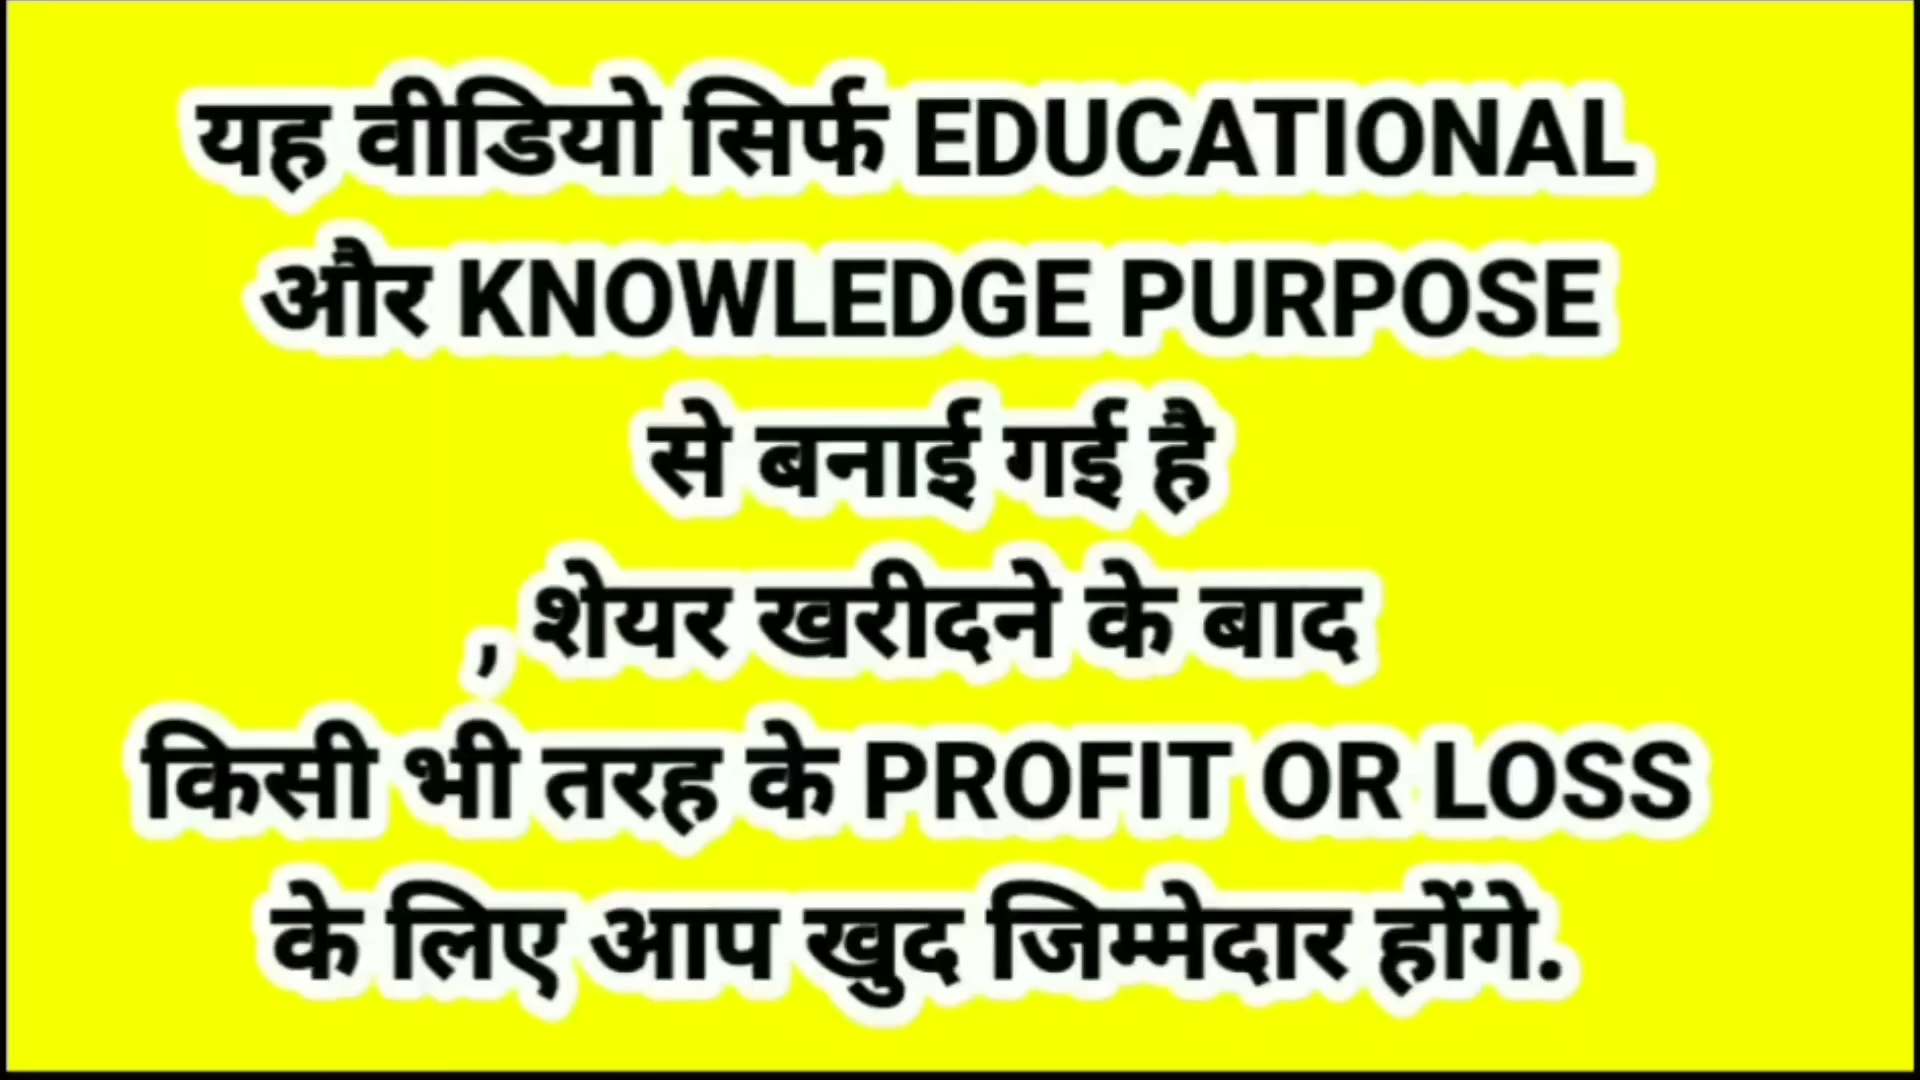 यह वीडियो सिर्फ EDUCATIONAL
और KNOWLEDGE PURPOSE
से बनाई गई है
, शेयर खरीदने के बाद
किसी भी तरह के PROFIT OR LOSS
के लिए आप खुद जिम्मेदार होंगे.